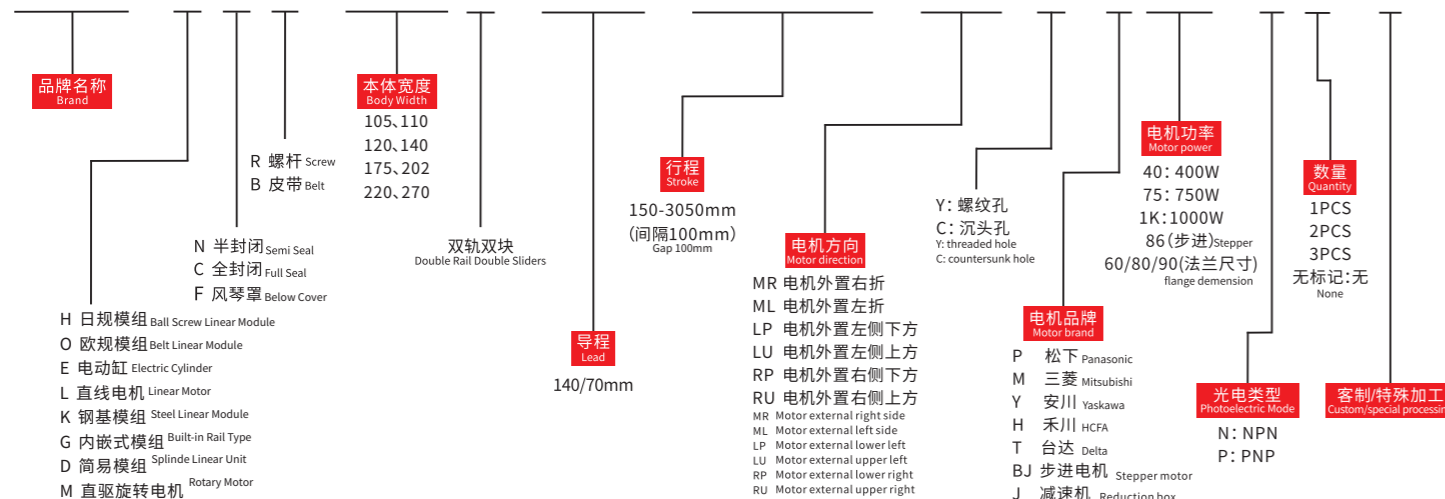 品牌名称
Brand
H 日规模组 Ball Screw Linear Module
O 欧规模组 Belt Linear Module
E 电动缸 Electric Cylinder
L 直线电机 Linear Motor
K 钢基模组 Steel Linear Module
G 内嵌式模组 Built-in Rail Type
D 简易模组 Splinde Linear Unit
M 直驱旋转电机 Rotary Motor
N 半封闭 Semi Seal
C 全封闭 Full Seal
F 风琴罩 Below Cover
R 螺杆 Screw
B 皮带 Belt
本体宽度
Body Width
105、110
120、140
175、202
220、270
双轨双块
Double Rail Double Sliders
导程
Lead
140/70mm
行程
Stroke
150-3050mm
（间隔100mm）
Gap 100mm
电机方向
Motor direction
MR 电机外置右折
ML 电机外置左折
LP 电机外置左侧下方
LU 电机外置左侧上方
RP 电机外置右侧下方
RU 电机外置右侧上方
MR Motor external right side
ML Motor external left side
LP Motor external lower left
LU Motor external upper left
RP Motor external lower right
RU Motor external upper right
Y：螺纹孔
C：沉头孔
Y: threaded hole
C: countersunk hole
电机品牌
Motor brand
P 松下 Panasonic
M 三菱 Mitsubishi
Y 安川 Yaskawa
H 禾川 HCFA
T 台达 Delta
BJ 步进电机 Stepper motor
J 减速机 Reduction box
电机功率
Motor power
40：400W
75：750W
1K：1000W
86（步进）Stepper
60/80/90(法兰尺寸)
flange demension
光电类型
Photoelectric Mode
N：NPN
P：PNP
数量
Quantity
1PCS
2PCS
3PCS
无标记：无
None
客制/特殊加工
Custom/special processin